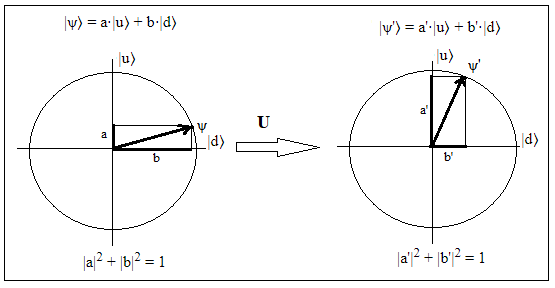 |ψ⟩ = a·|u⟩ + b·|d⟩
|u⟩
a
ψ
|d⟩
b
|a|² + |b|² = 1
U
|ψ'⟩ = a'·|u⟩ + b'·|d⟩
|u⟩
ψ'
a'
|d⟩
b'
|a'|² + |b'|² = 1